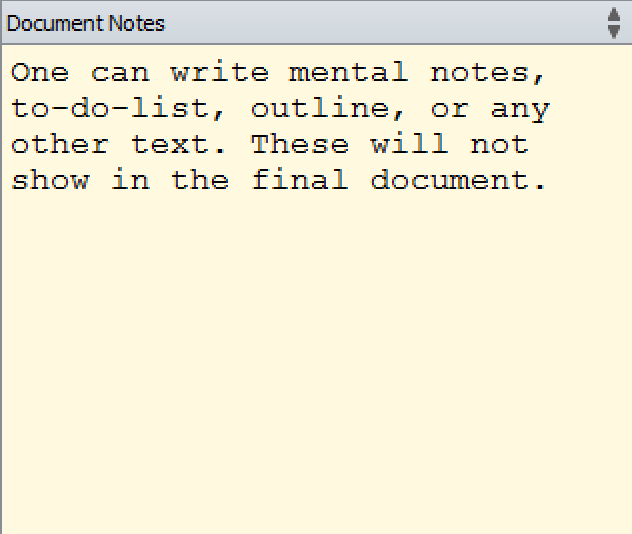 Document Notes
One can write mental notes,
to-do-list, outline, or any
other text. These will not
show in the final document.